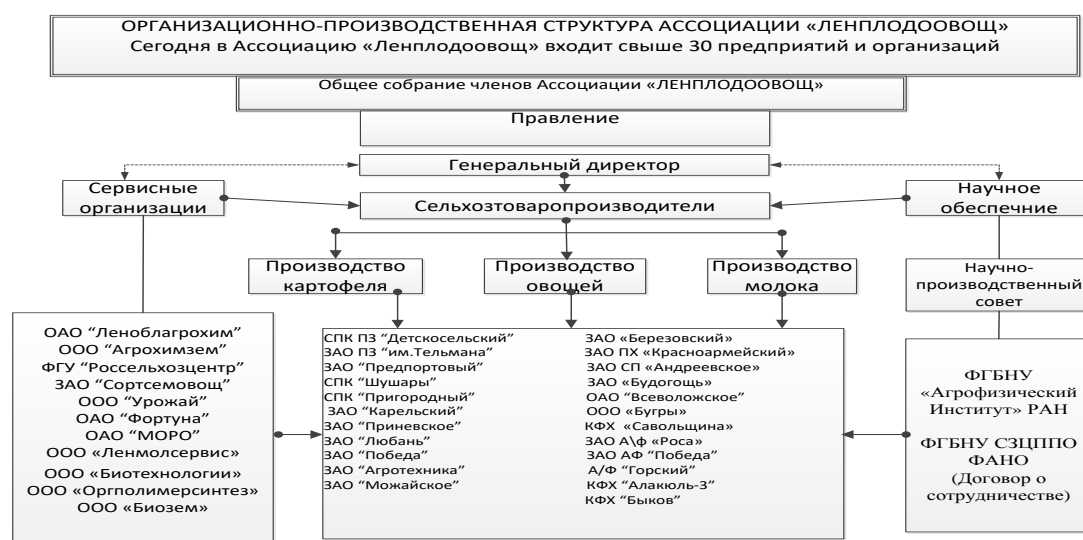 ОРГАНИЗАЦИОННО-ПРОИЗВОДСТВЕННАЯ СТРУКТУРА АССОЦИАЦИИ «ЛЕНПЛОДООВОЩ»
Сегодня в Ассоциацию «Ленплодоовощ» входит свыше 30 предприятий и организаций
Общее собрание членов Ассоциации «ЛЕНПЛОДООВОЩ»
Правление
Генеральный директор
Сервисные
организации
Сельхозтоваропроизводители
Научное
обеспечние
Производство
картофеля
Производство
овощей
Производство
молока
Научно-
производственный
совет
ОАО “Леноблагрохим”
ООО “Агрохимзем”
ФГУ “Россельхозцентр”
ЗАО “Сортсемовощ”
ООО “Урожай”
ОАО “Фортуна”
ОАО “МОРО”
ООО «Ленмолсервис»
ООО «Биотехнологии»
ООО «Оргполимерсинтез»
ООО «Биозем»
СПК ПЗ “Детскосельский”
ЗАО ПЗ “им.Тельмана”
ЗАО “Предпортовый”
СПК “Шушары”
СПК “Пригородный”
ЗАО “Карельский”
ЗАО “Приневское”
ЗАО “Любань”
ЗАО “Победа”
ЗАО “Агротехника”
ЗАО “Можайское”
ЗАО «Березовский»
ЗАО ПХ «Красноармейский»
ЗАО СП «Андреевское»
ЗАО «Будогощь»
ОАО “Всеволожское”
ООО «Бугры»
КФХ «Савольщина»
ЗАО А\ф «Роса»
ЗАО АФ “Победа”
А/Ф “Горский”
КФХ “Алакюль-3”
КФХ “Быков”
ФГБНУ
«Агрофизический
Институт» РАН
ФГБНУ СЗЦППО
ФАНО
(Договор о
сотрудничестве)